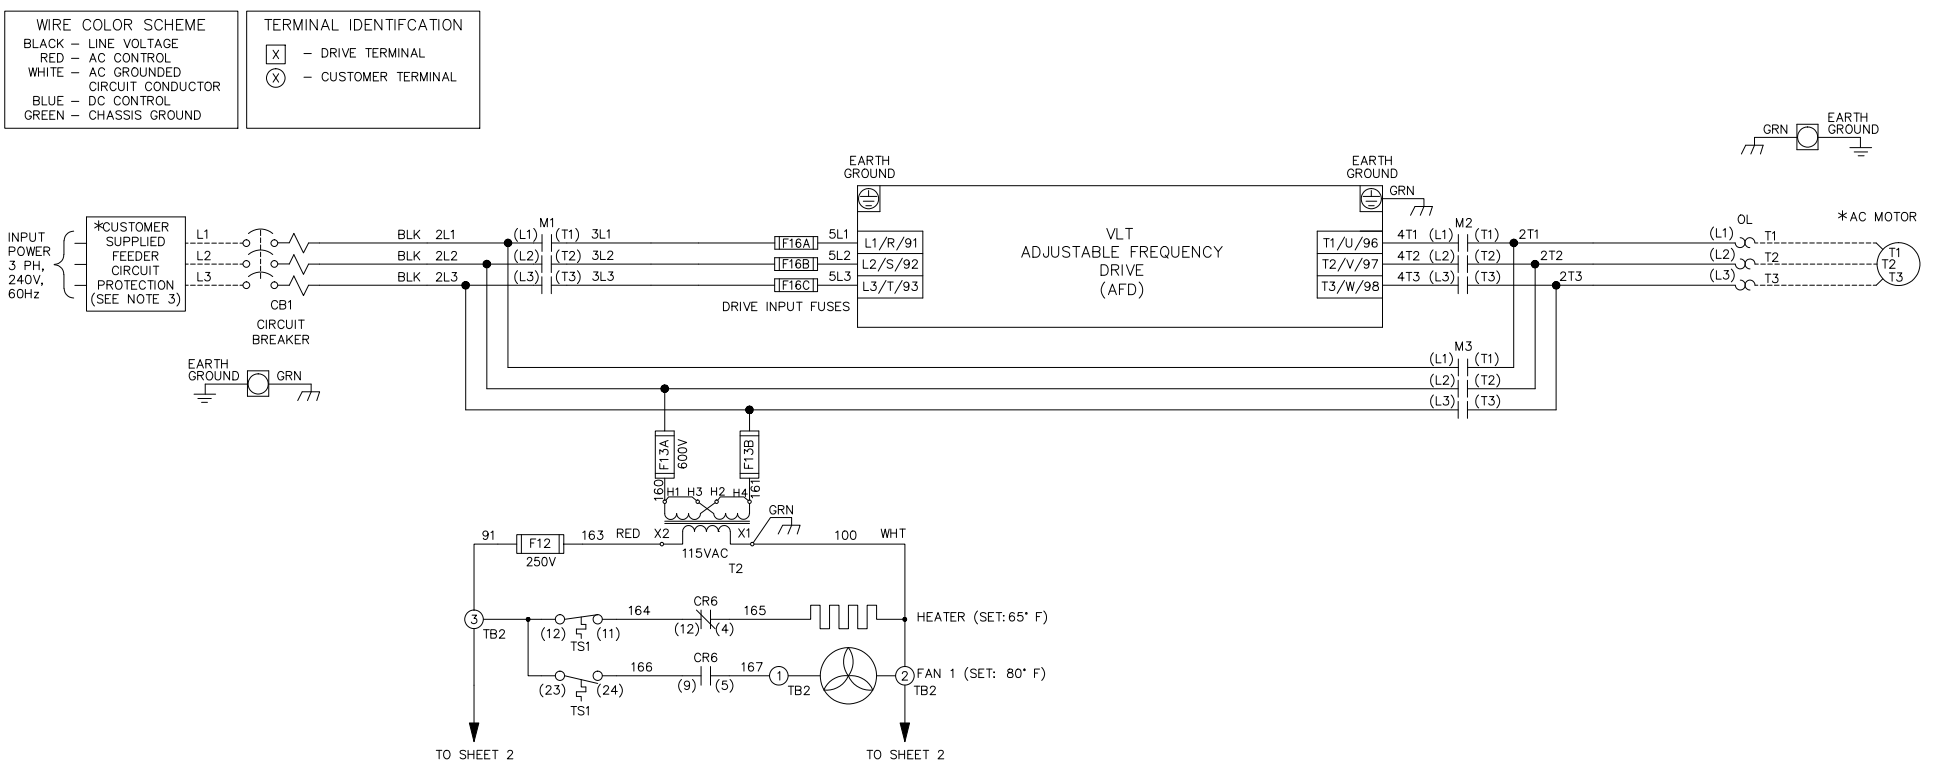 WIRE COLOR SCHEME
BLACK – LINE VOLTAGE
RED – AC CONTROL
WHITE – AC GROUNDED
CIRCUIT CONDUCTOR
BLUE – DC CONTROL
GREEN – CHASSIS GROUND
TERMINAL IDENTIFCATION
X – DRIVE TERMINAL
X – CUSTOMER TERMINAL
GRN
EARTH
GROUND
EARTH
GROUND
EARTH
GROUND
GRN
INPUT
POWER
3 PH,
240V,
60Hz
*CUSTOMER
SUPPLIED
FEEDER
CIRCUIT
PROTECTION
(SEE NOTE 3)
L1
L2
L3
CB1
CIRCUIT
BREAKER
BLK 2L1
BLK 2L2
BLK 2L3
M1
(L1) (T1) 3L1
(L2) (T2) 3L2
(L3) (T3) 3L3
F16A 5L1
F16B 5L2
F16C 5L3
DRIVE INPUT FUSES
L1/R/91
L2/S/92
L3/T/93
VLT
ADJUSTABLE FREQUENCY
DRIVE
(AFD)
T1/U/96
T2/V/97
T3/W/98
M2
4T1 (L1) (T1) 2T1
4T2 (L2) (T2) 2T2
4T3 (L3) (T3) 2T3
OL
(L1) T1
(L2) T2
(L3) T3
*AC MOTOR
T1
T2
T3
M3
(L1) (T1)
(L2) (T2)
(L3) (T3)
EARTH
GROUND
GRN
F13A
600V
F13B
160
161
H1 H3 H2 H4
GRN
91 F12 163 RED X2 X1 100 WHT
250V
115VAC
T2
3
TB2
(12) (11)
TS1
164
CR6
(12) (4)
165
HEATER (SET:65° F)
(23) (24)
TS1
166
CR6
(9) (5)
167
1
TB2
2
TB2
FAN 1 (SET: 80° F)
TO SHEET 2
TO SHEET 2